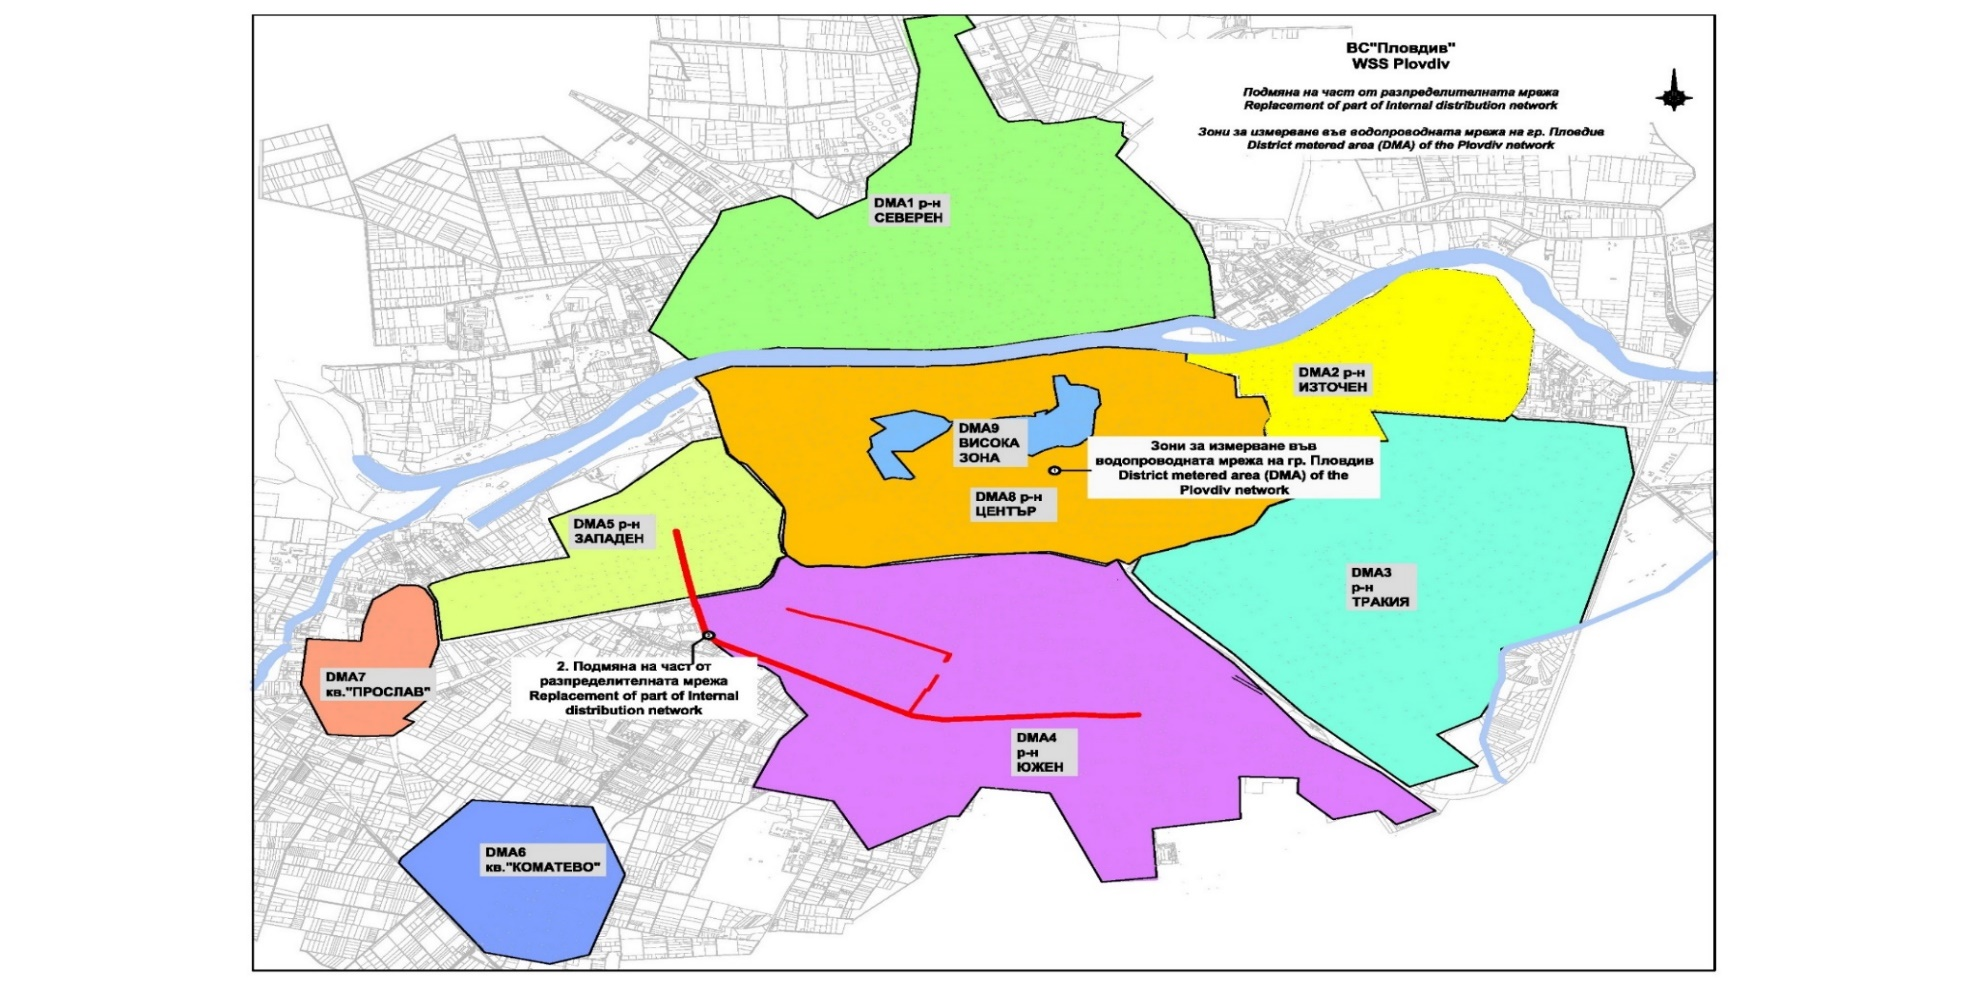 ВС"Пловдив"
WSS Plovdiv
Подмяна на част от разпределителната мрежа
Replacement of part of Internal distribution network
Зони за измерване във водопроводната мрежа на гр. Пловдив
District metered area (DMA) of the Plovdiv network
DMA1 р-н
СЕВЕРЕН
DMA2 р-н
ИЗТОЧЕН
DMA9
ВИСОКА
ЗОНА
1
Зони за измерване във
водопроводната мрежа на гр. Пловдив
District metered area (DMA) of the
Plovdiv network
DMA8 р-н
ЦЕНТЪР
DMA5 р-н
ЗАПАДЕН
DMA3
р-н
ТРАКИЯ
DMA7
кв."ПРОСЛАВ"
2. Подмяна на част от
разпределителната мрежа
Replacement of part of Internal
distribution network
DMA4
р-н
ЮЖЕН
DMA6
кв."КОМАТЕВО"